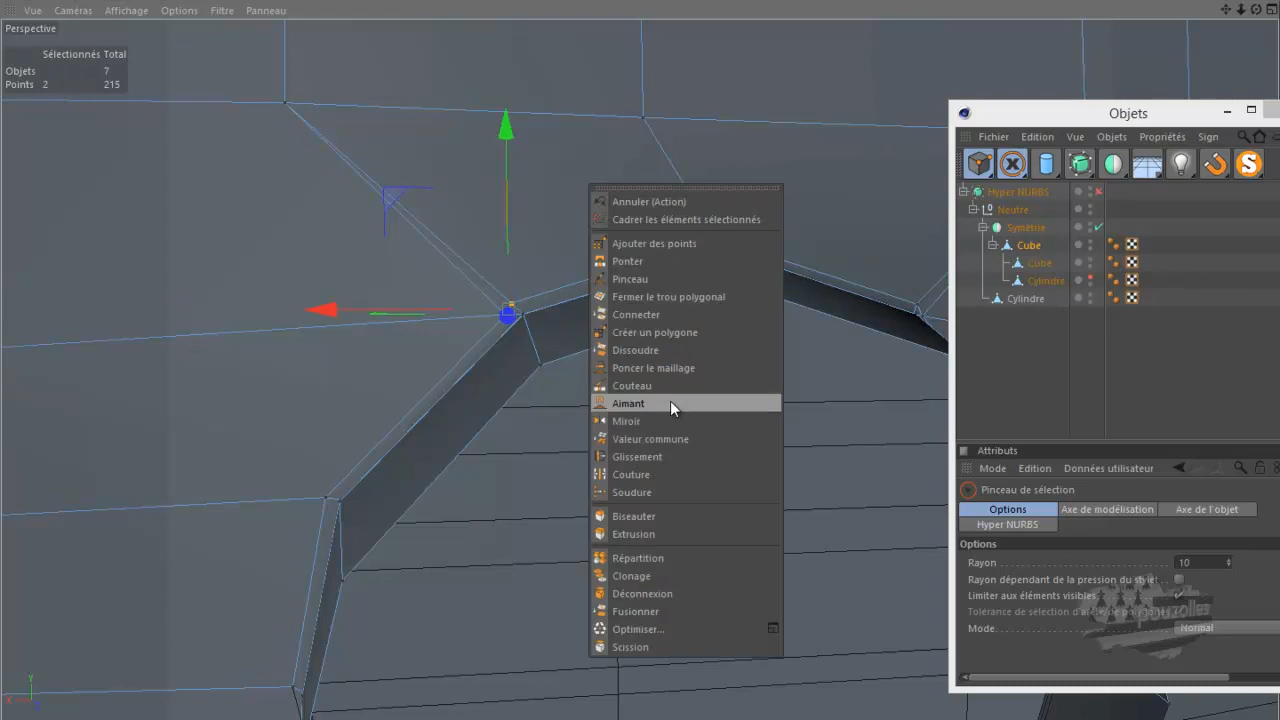 Vue Caméras Affichage Options Filtre Panneau
Perspective
Sélectionnés Total
Objets 7
Points 2 215
Annuler (Action)
Cadrer les éléments sélectionnés
Ajouter des points
Ponter
Pinceau
Fermer le trou polygonal
Connecter
Créer un polygone
Dissoudre
Poncer le maillage
Couteau
Aimant
Miroir
Valeur commune
Glissement
Couture
Soudure
Biseauter
Extrusion
Répartition
Clonage
Déconnexion
Fusionner
Optimiser...
Scission
Objets
Fichier Edition Vue Objets Propriétés Sign
Hyper NURBS
Neutre
Symétrie
Cube
Cube
Cylindre
Cylindre
Attributs
Mode Edition Données utilisateur
Pinceau de sélection
Options Axe de modélisation Axe de l'objet
Hyper NURBS
Options
Rayon 10
Rayon dépendant de la pression du stylet
Limiter aux éléments visibles
Tolérance de sélection
Mode Normal
Y
X